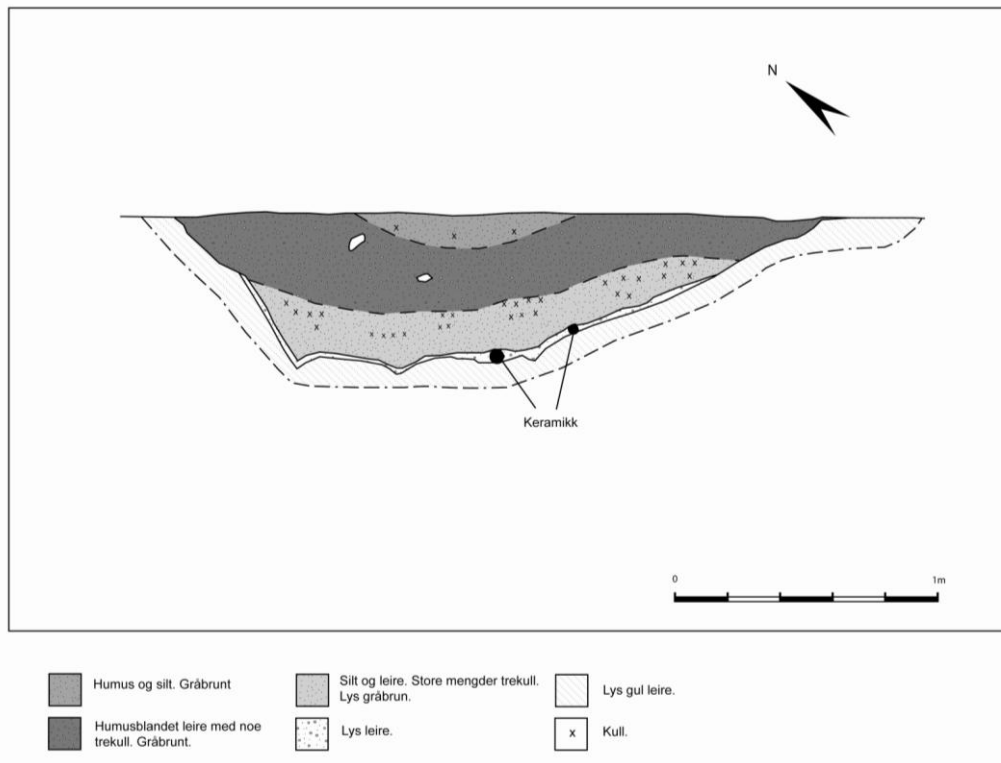 N
Keramikk
0 1m
Humus og silt. Gråbrunt
Humusblandet leire med noe
trekull. Gråbrunt.
Silt og leire. Store mengder trekull.
Lys gråbrun.
Lys leire.
Lys gul leire.
x Kull.